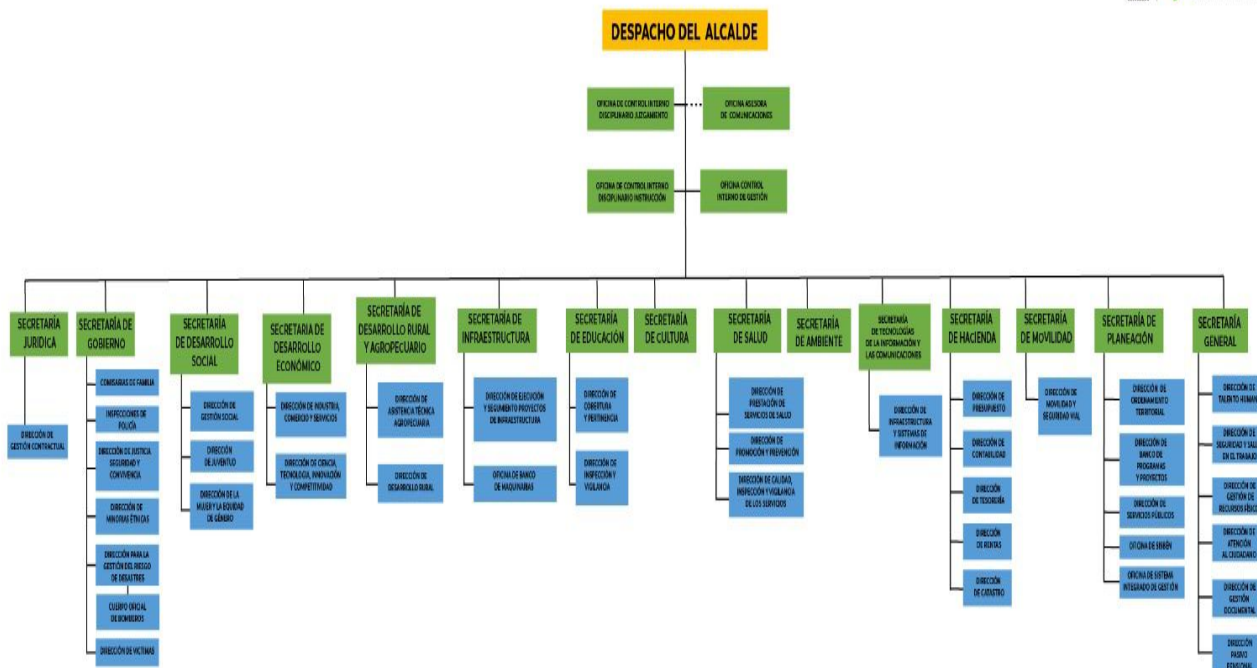 DESPACHO DEL ALCALDE
OFICINA DE CONTROL INTERNO
DISCIPLINARIO JUZGAMIENTO
OFICINA ASESORA
DE COMUNICACIONES
OFICINA DE CONTROL INTERNO
DISCIPLINARIO INSTRUCCIÓN
OFICINA CONTROL
INTERNO DE GESTIÓN
SECRETARÍA
JURIDICA
DIRECCIÓN DE
GESTIÓN CONTRACTUAL
SECRETARÍA DE
GOBIERNO
COMISARIAS DE FAMILIA
INSPECCIONES DE
POLICÍA
DIRECCIÓN DE JUSTICIA
SEGURIDAD Y
CONVIVENCIA
DIRECCIÓN DE
MINORIAS ÉTNICAS
DIRECCIÓN PARA LA
GESTIÓN DEL RIESGO
DE DESASTRES
CUERPO OFICIAL
DE BOMBEROS
DIRECCIÓN DE VICTIMAS
SECRETARÍA
DE DESARROLLO
SOCIAL
DIRECCIÓN DE
GESTIÓN SOCIAL
DIRECCIÓN
DE JUVENTUD
DIRECCIÓN DE LA
MUJER Y LA EQUIDAD
DE GÉNERO
SECRETARIA DE
DESARROLLO
ECONÓMICO
DIRECCIÓN DE INDUSTRIA,
COMERCIO Y SERVICIOS
DIRECCIÓN DE CIENCIA,
TECNOLOGIA, INNOVACIÓN
Y COMPETITIVIDAD
SECRETARÍA DE
DESARROLLO RURAL Y
AGROPECUARIO
DIRECCIÓN DE
ASISTENCIA TÉCNICA
AGROPECUARIA
DIRECCIÓN DE
DESARROLLO RURAL
SECRETARÍA DE
INFRAESTRUCTURA
DIRECCIÓN DE EJECUCIÓN
Y SEGUIMIENTO PROYECTOS
DE INFRAESTRUCTURA
OFICINA DE BANCO
DE MAQUINARIAS
SECRETARÍA
DE EDUCACIÓN
DIRECCIÓN DE
COBERTURA
Y PERTINENCIA
DIRECCIÓN DE
INSPECCIÓN Y
VIGILANCIA
SECRETARÍA
DE CULTURA
SECRETARÍA
DE SALUD
DIRECCIÓN DE
PRESTACIÓN DE
SERVICIOS DE SALUD
DIRECCIÓN DE
PROMOCIÓN Y PREVENCIÓN
DIRECCIÓN DE CALIDAD,
INSPECCIÓN Y VIGILANCIA
DE LOS SERVICIOS
SECRETARÍA
DE AMBIENTE
SECRETARÍA
DE TECNOLOGÍAS
DE LA INFORMACIÓN Y
LAS COMUNICACIONES
DIRECCIÓN DE
INFRAESTRUCTURA
Y SISTEMAS DE
INFORMACIÓN
SECRETARÍA
DE HACIENDA
DIRECCIÓN DE
PRESUPUESTO
DIRECCIÓN DE
CONTABILIDAD
DIRECCIÓN
DE TESORERÍA
DIRECCIÓN
DE RENTAS
DIRECCIÓN
DE CATASTRO
SECRETARÍA
DE MOVILIDAD
DIRECCIÓN DE
MOVILIDAD Y
SEGURIDAD VIAL
SECRETARÍA DE
PLANEACIÓN
DIRECCIÓN DE
ORDENAMIENTO
TERRITORIAL
DIRECCIÓN DE
BANCO DE
PROGRAMAS
Y PROYECTOS
DIRECCIÓN DE
SERVICIOS PÚBLICOS
OFICINA DE SISBÉN
OFICINA DE SISTEMA
INTEGRADO DE GESTIÓN
SECRETARÍA
GENERAL
DIRECCIÓN DE
TALENTO HUMAN
DIRECCIÓN DE
SEGURIDAD Y SALU
EN EL TRABAJO
DIRECCIÓN DE
GESTIÓN DE
RECURSOS FÍSICO
DIRECCIÓN DE
ATENCIÓN
AL CIUDADANO
DIRECCIÓN DE
GESTIÓN
DOCUMENTAL
DIRECCIÓN
PASIVO
PENSIONAL